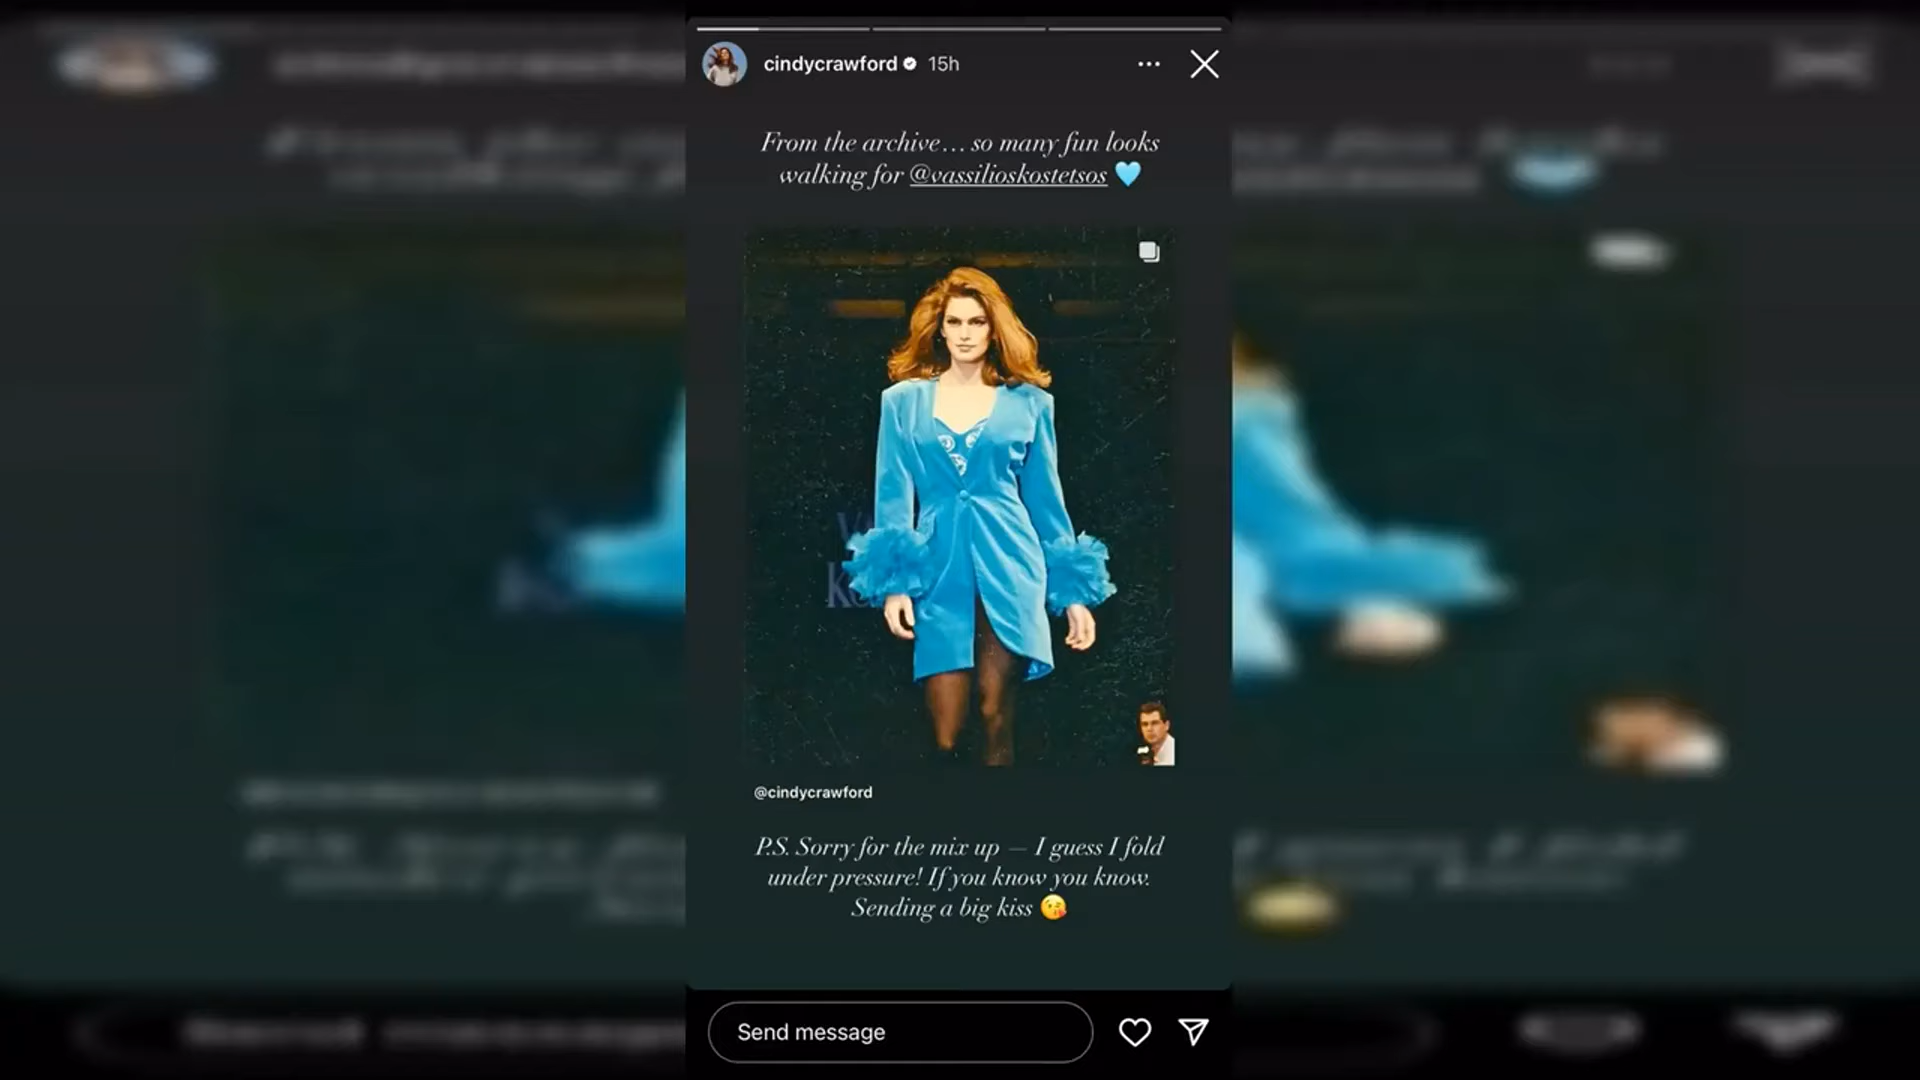 cindycrawford 15h
From the archive… so many fun looks
walking for @vassilioskostetsos 🩵
@cindycrawford
P.S. Sorry for the mix up – I guess I fold
under pressure! If you know you know.
Sending a big kiss 😘
Send message